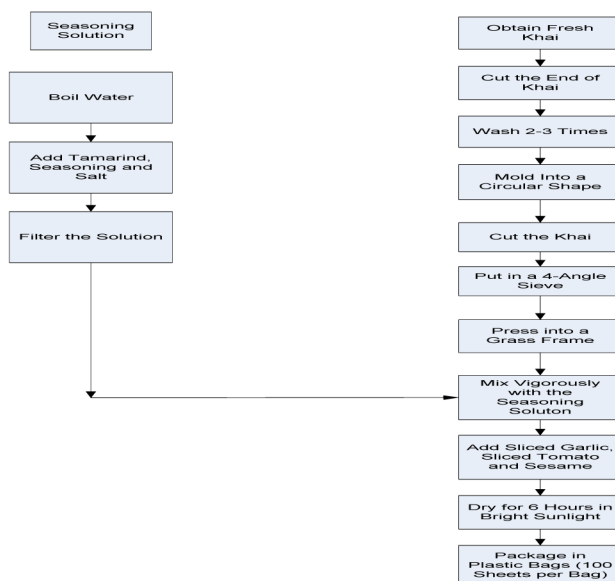 Seasoning
Solution
Boil Water
Add Tamarind,
Seasoning and
Salt
Filter the Solution
Obtain Fresh
Khai
Cut the End of
Khai
Wash 2-3 Times
Mold Into a
Circular Shape
Cut the Khai
Put in a 4-Angle
Sieve
Press into a
Grass Frame
Mix Vigorously
with the
Seasoning
Soluton
Add Sliced Garlic,
Sliced Tomato
and Sesame
Dry for 6 Hours in
Bright Sunlight
Package in
Plastic Bags (100
Sheets per Bag)